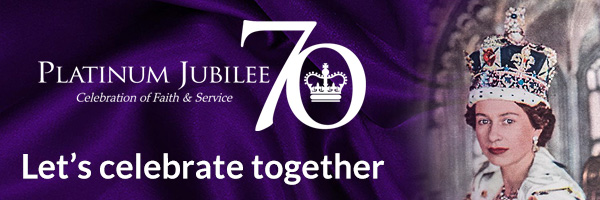 PLATINUM JUBILEE 70
Celebration of Faith & Service
Let's celebrate together